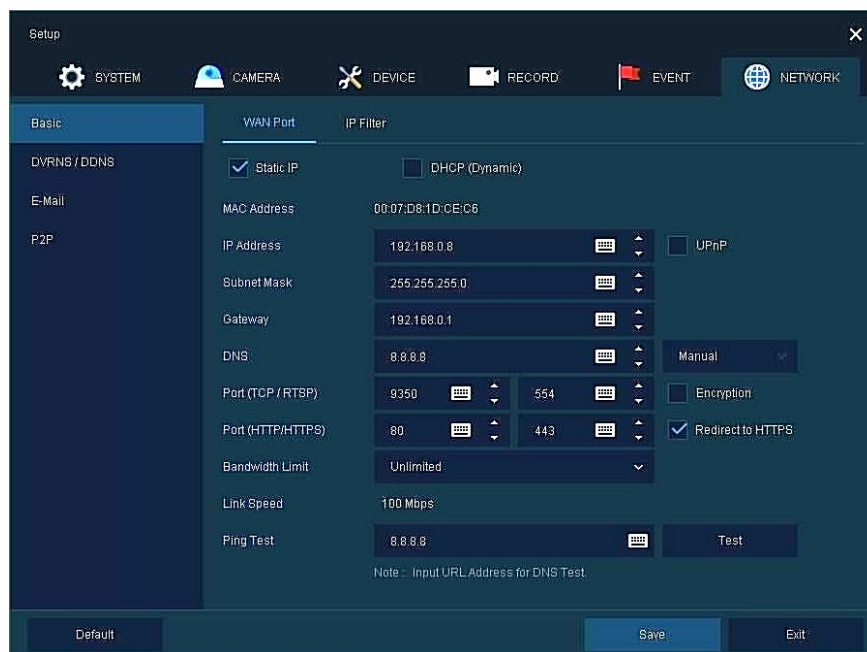 Setup
SYSTEM CAMERA DEVICE RECORD EVENT NETWORK
Basic WAN Port IP Filter
DVRNS / DDNS Static IP DHCP (Dynamic)
E-Mail MAC Address 00:07:D8:1D:CE:C6
P2P IP Address 192.168.0.8 UPnP
Subnet Mask 255.255.255.0
Gateway 192.168.0.1
DNS 8.8.8.8 Manual
Port (TCP / RTSP) 9350 554 Encryption
Port (HTTP/HTTPS) 80 443 Redirect to HTTPS
Bandwidth Limit Unlimited
Link Speed 100 Mbps
Ping Test 8.8.8.8 Test
Note : Input URL Address for DNS Test.
Default Save Exit